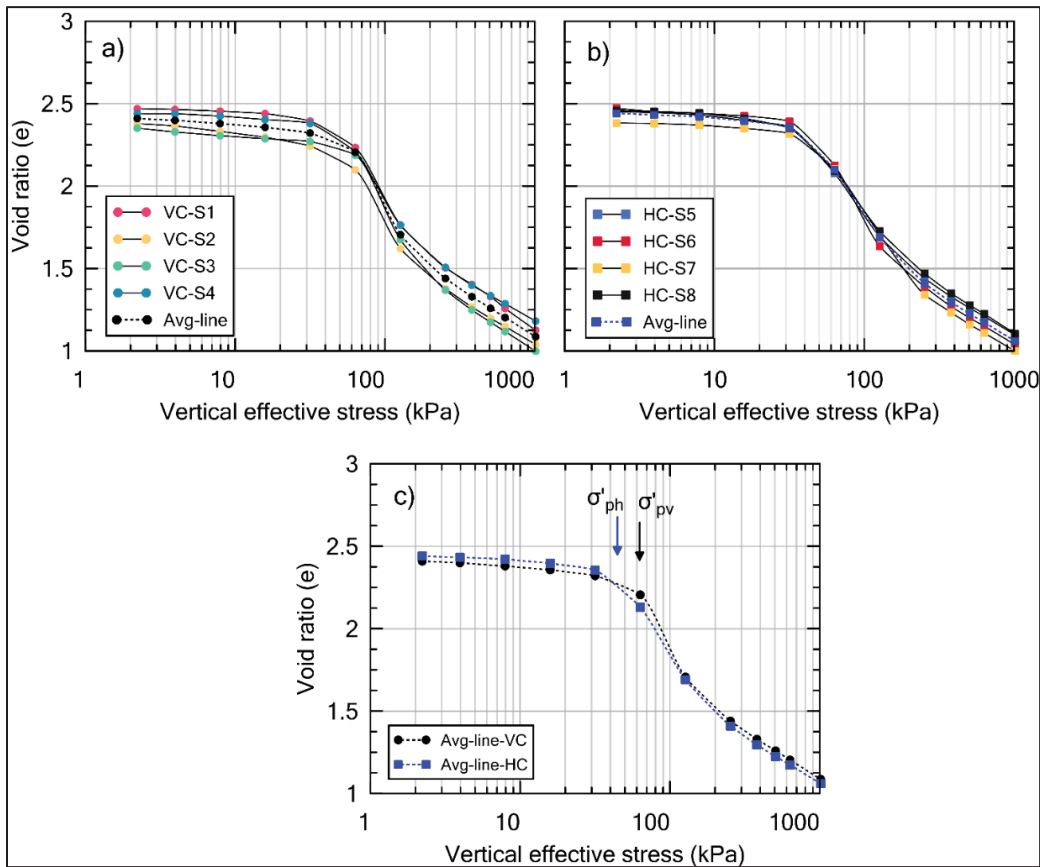 a)
3
2.5
2
1.5
1
Void ratio (e)
VC-S1
VC-S2
VC-S3
VC-S4
Avg-line
1 10 100 1000
Vertical effective stress (kPa)
b)
HC-S5
HC-S6
HC-S7
HC-S8
Avg-line
1 10 100 1000
Vertical effective stress (kPa)
c)
3
2.5
2
1.5
1
Void ratio (e)
σ'ph σ'pv
Avg-line-VC
Avg-line-HC
1 10 100 1000
Vertical effective stress (kPa)